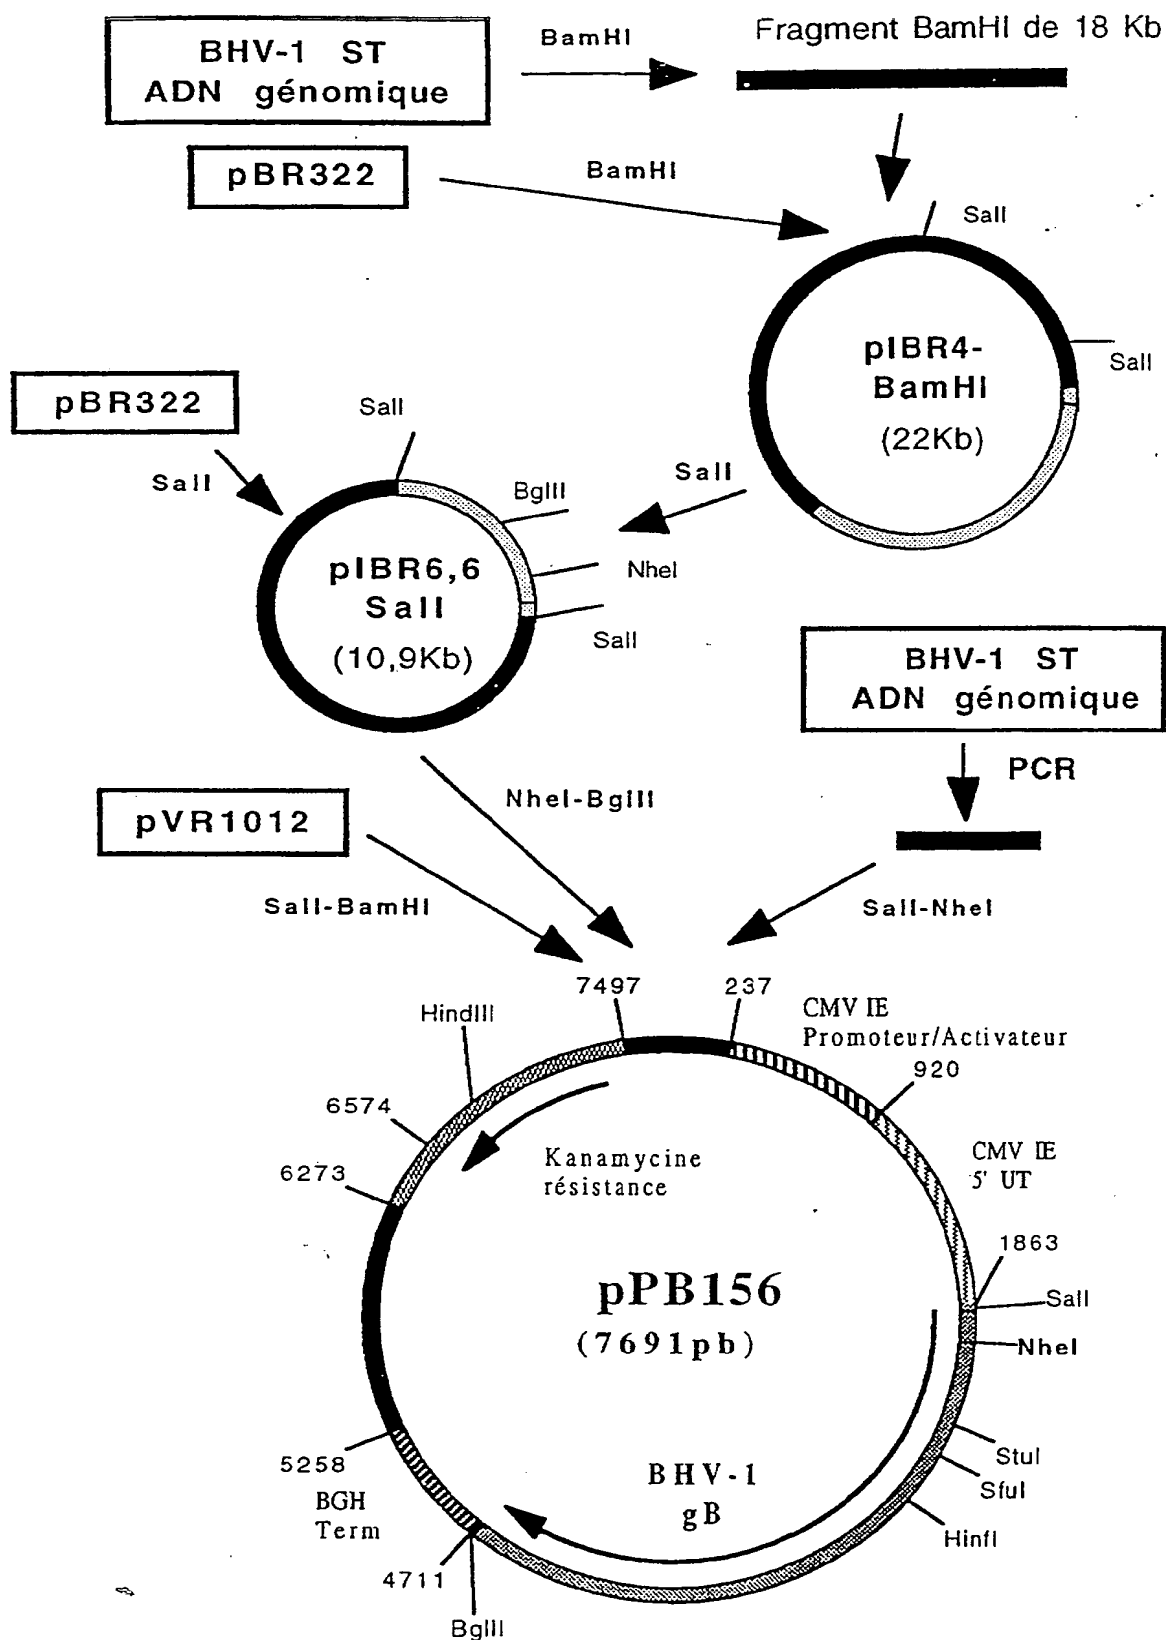 BHV-1 ST
ADN génomique
BamHI
Fragment BamHI de 18 Kb
pBR322
BamHI
SalI
pIBR4-
BamHI
(22Kb)
SalI
pBR322
SalI
SalI
SalI
BglII
NheI
SalI
pIBR6,6
SalI
(10,9Kb)
BHV-1 ST
ADN génomique
PCR
pVR1012
NheI-BglII
SalI-BamHI
SalI-NheI
7497
237
HindIII
CMV IE
Promoteur/Activateur
920
6574
6273
Kanamycine
résistance
CMV IE
5' UT
1863
SalI
NheI
pPB156
(7691pb)
StuI
SfuI
HinfI
5258
BGH
Term
BHV-1
gB
4711
BglII